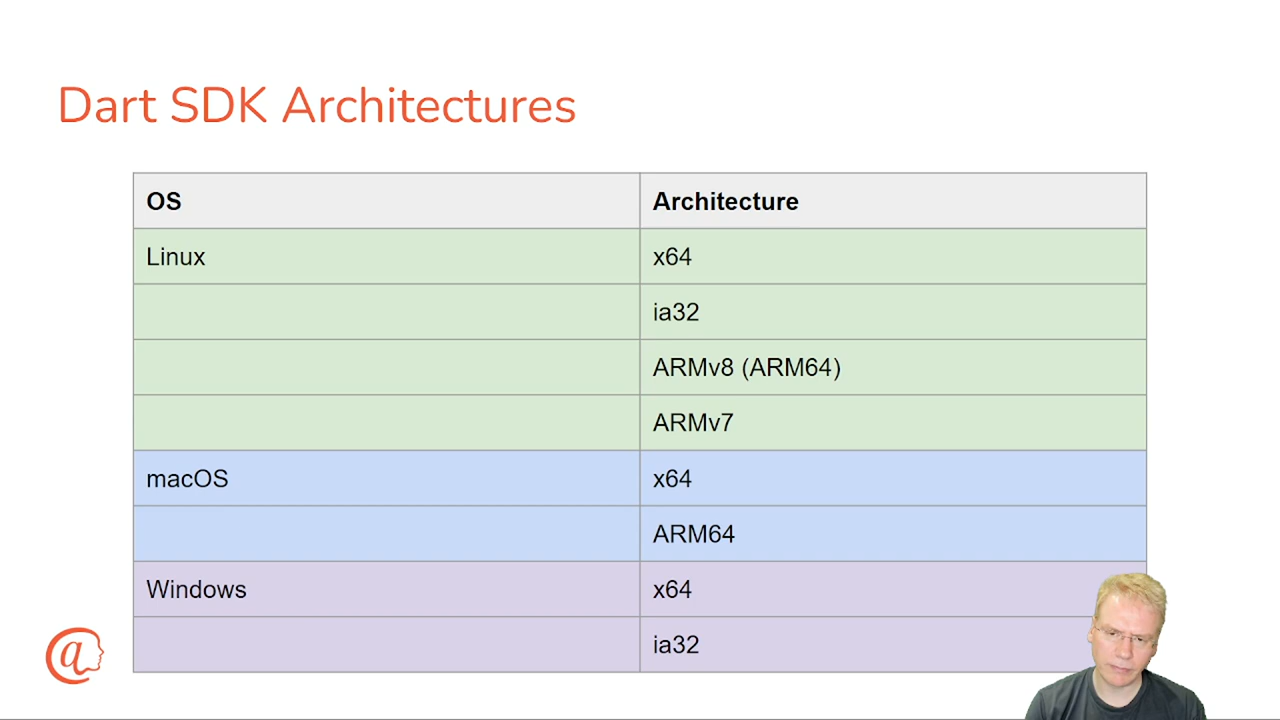 Dart SDK Architectures
OS Architecture
Linux x64
ia32
ARMv8 (ARM64)
ARMv7
macOS x64
ARM64
Windows x64
ia32
@